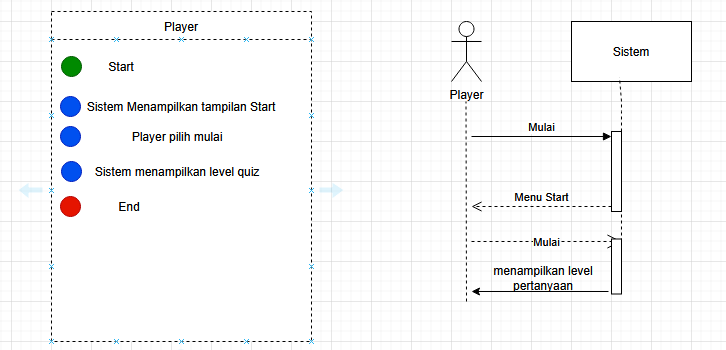 Player
Start
Sistem Menampilkan tampilan Start
Player pilih mulai
Sistem menampilkan level quiz
End
Player
Sistem
Mulai
Menu Start
Mulai
menampilkan level
pertanyaan